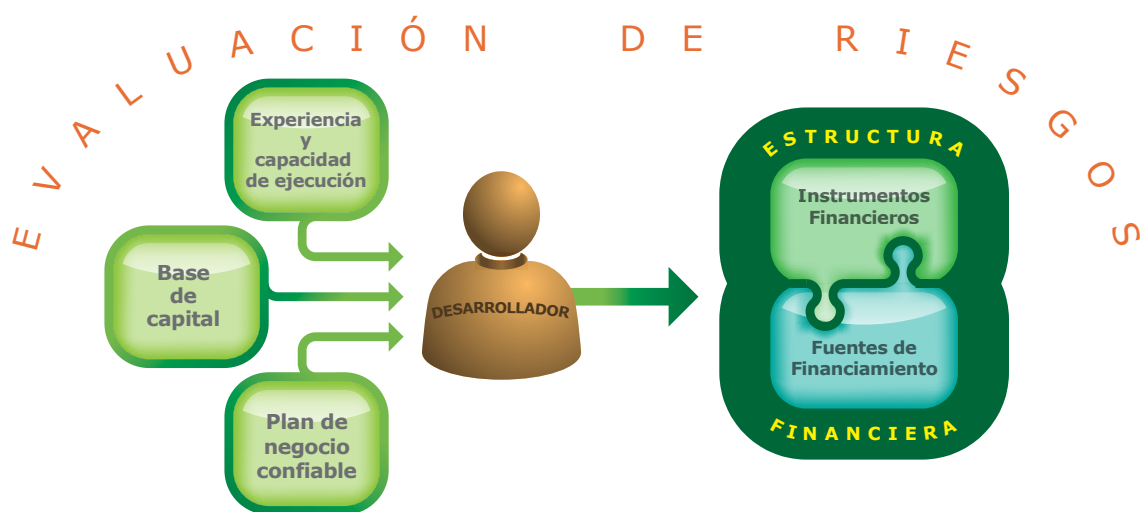 EVALUACIÓN DE RIESGOS
Experiencia
y
capacidad
de ejecución
Base
de
capital
Plan de
negocio
confiable
DESARROLLADOR
ESTRUCTURA
Instrumentos
Financieros
Fuentes de
Financiamiento
FINANCIERA